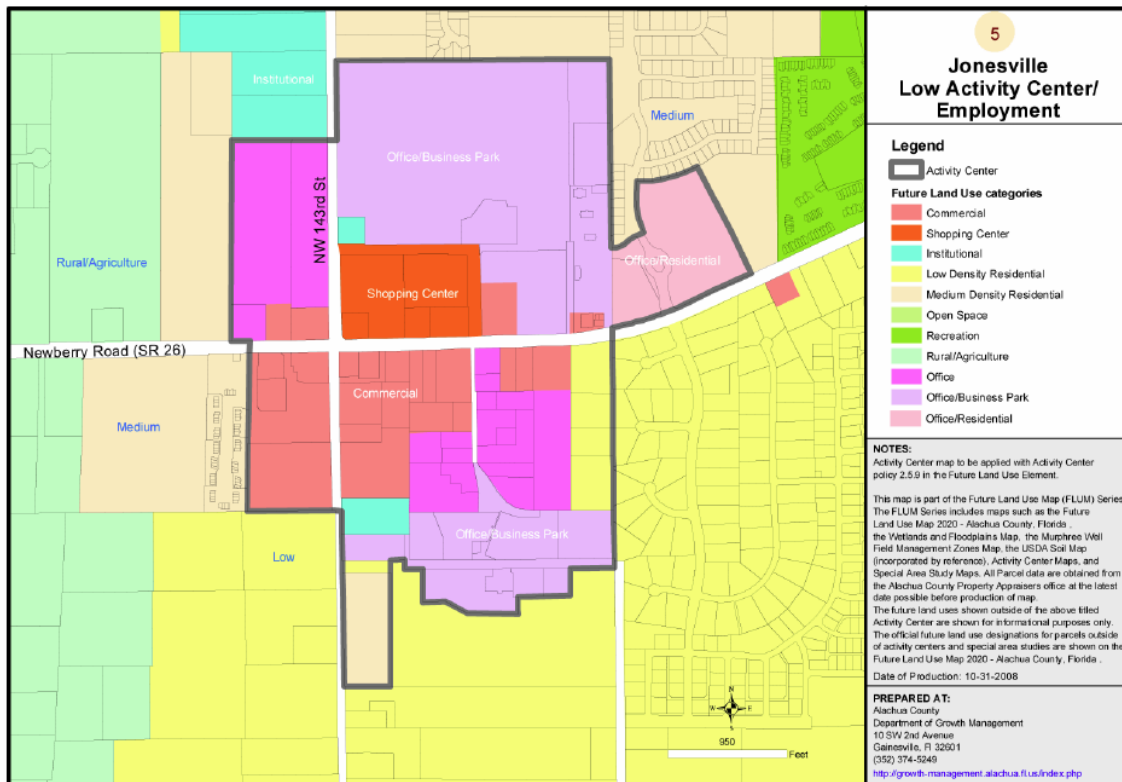 Institutional
Office/Business Park
Medium
NW 143rd St
Rural/Agriculture
Office/Residential
Shopping Center
Newberry Road (SR 26)
Commercial
Medium
Office/Business Park
Low
N
W E
S
950
Feet
5
Jonesville
Low Activity Center/
Employment
Legend
Activity Center
Future Land Use categories
Commercial
Shopping Center
Institutional
Low Density Residential
Medium Density Residential
Open Space
Recreation
Rural/Agriculture
Office
Office/Business Park
Office/Residential
NOTES:
Activity Center map to be applied with Activity Center
policy 2.5.9 in the Future Land Use Element.
This map is part of the Future Land Use Map (FLUM) Series.
The FLUM Series includes maps such as the Future
Land Use Map 2020 - Alachua County, Florida ,
the Wetlands and Floodplains Map, the Murphree Well
Field Management Zones Map, the USDA Soil Map
(incorporated by reference), Activity Center Maps, and
Special Area Study Maps. All Parcel data are obtained from
the Alachua County Property Appraisers office at the latest
date possible before production of map.
The future land uses shown outside of the above titled
Activity Center are shown for informational purposes only.
The official future land use designations for parcels outside
of activity centers and special area studies are shown on the
Future Land Use Map 2020 - Alachua County, Florida .
Date of Production: 10-31-2008
PREPARED AT:
Alachua County
Department of Growth Management
10 SW 2nd Avenue
Gainesville, Fl 32601
(352) 374-5249
http://growth-management.alachua.fl.us/index.php